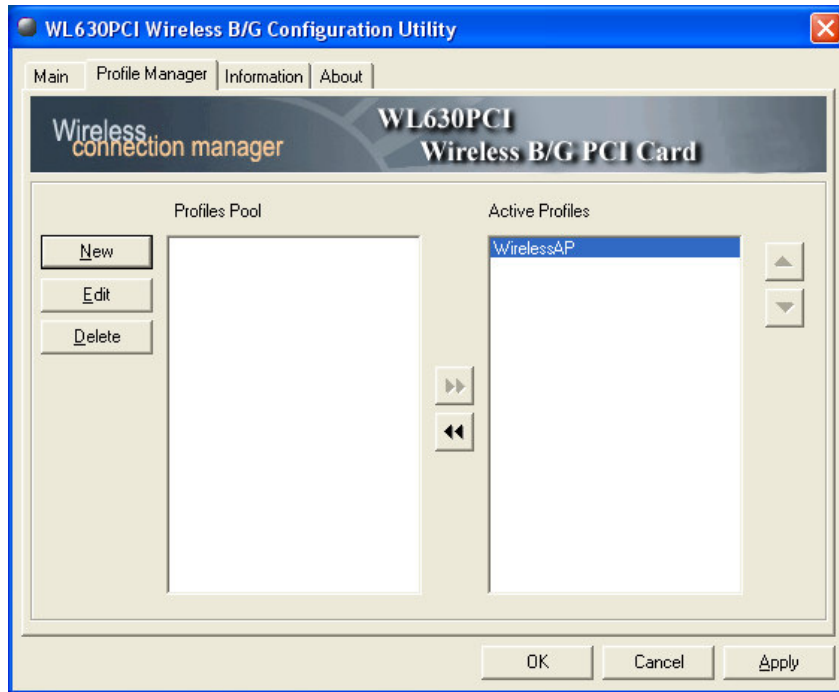 WL630PCI Wireless B/G Configuration Utility
Main
Profile Manager
Information
About
Wireless
connection manager
WL630PCI
Wireless B/G PCI Card
Profiles Pool
Active Profiles
New
Edit
Delete
WirelessAP
OK
Cancel
Apply